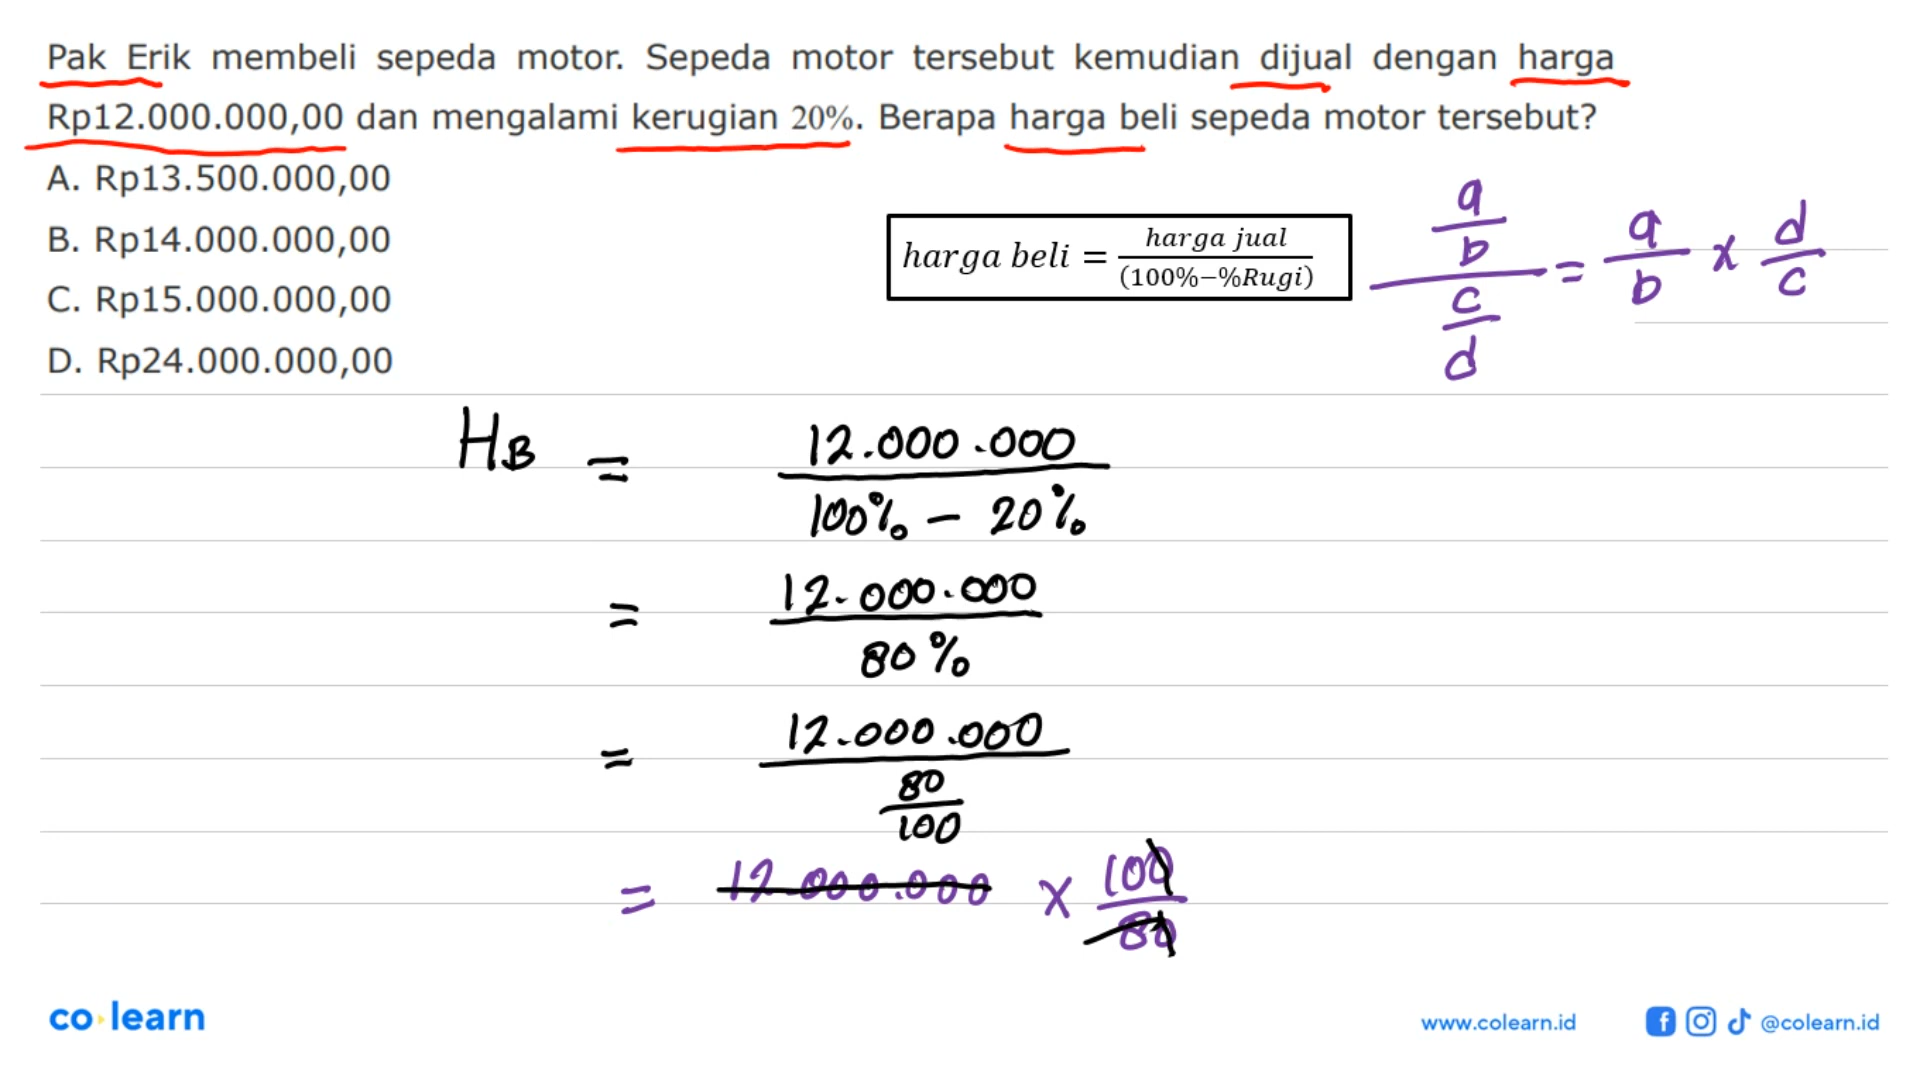 Pak Erik membeli sepeda motor. Sepeda motor tersebut kemudian dijual dengan harga
Rp12.000.000,00 dan mengalami kerugian 20%. Berapa harga beli sepeda motor tersebut?
A. Rp13.500.000,00
B. Rp14.000.000,00
C. Rp15.000.000,00
D. Rp24.000.000,00
harga beli = harga jual / (100%−%Rugi)
a/b / c/d = a/b x d/c
HB = 12.000.000 / 100% − 20%
= 12.000.000 / 80%
= 12.000.000 / 80/100
= 12.000.000 x 100/80
co learn
www.colearn.id
@colearn.id